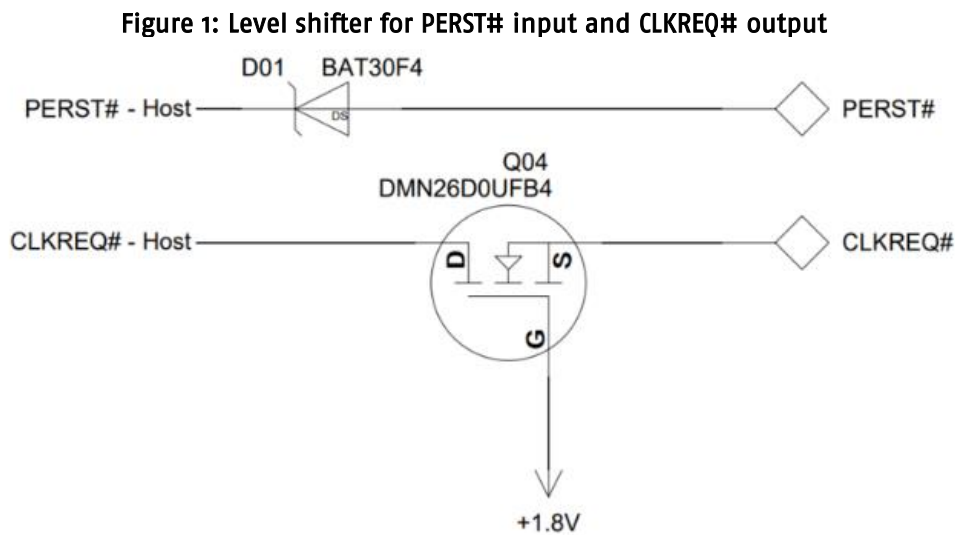 Figure 1: Level shifter for PERST# input and CLKREQ# output
D01 BAT30F4
PERST# - Host
DS
PERST#
Q04
DMN26D0UFB4
CLKREQ# - Host
D
S
CLKREQ#
G
+1.8V